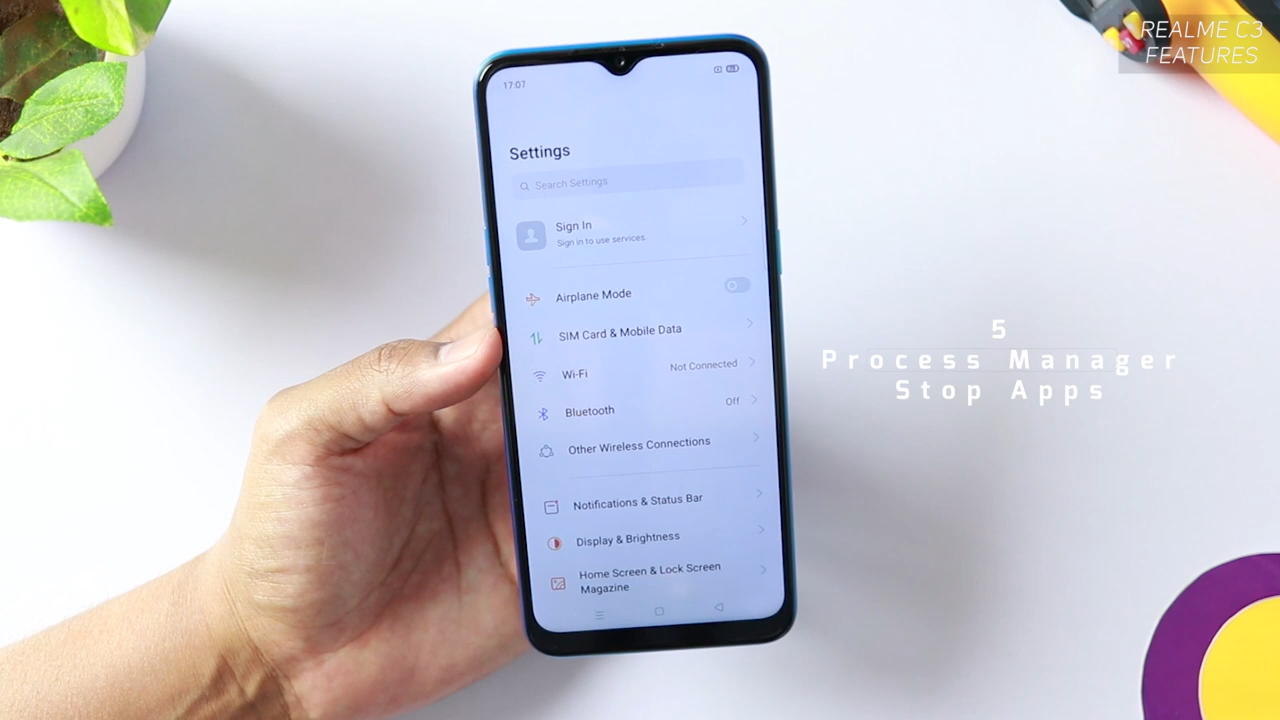 REALME C3
FEATURES
17:07
Settings
Search Settings
Sign In
Sign in to use services
Airplane Mode
SIM Card & Mobile Data
Wi-Fi
Not Connected
Bluetooth
Off
Other Wireless Connections
Notifications & Status Bar
Display & Brightness
Home Screen & Lock Screen
Magazine
5
Process Manager
Stop Apps